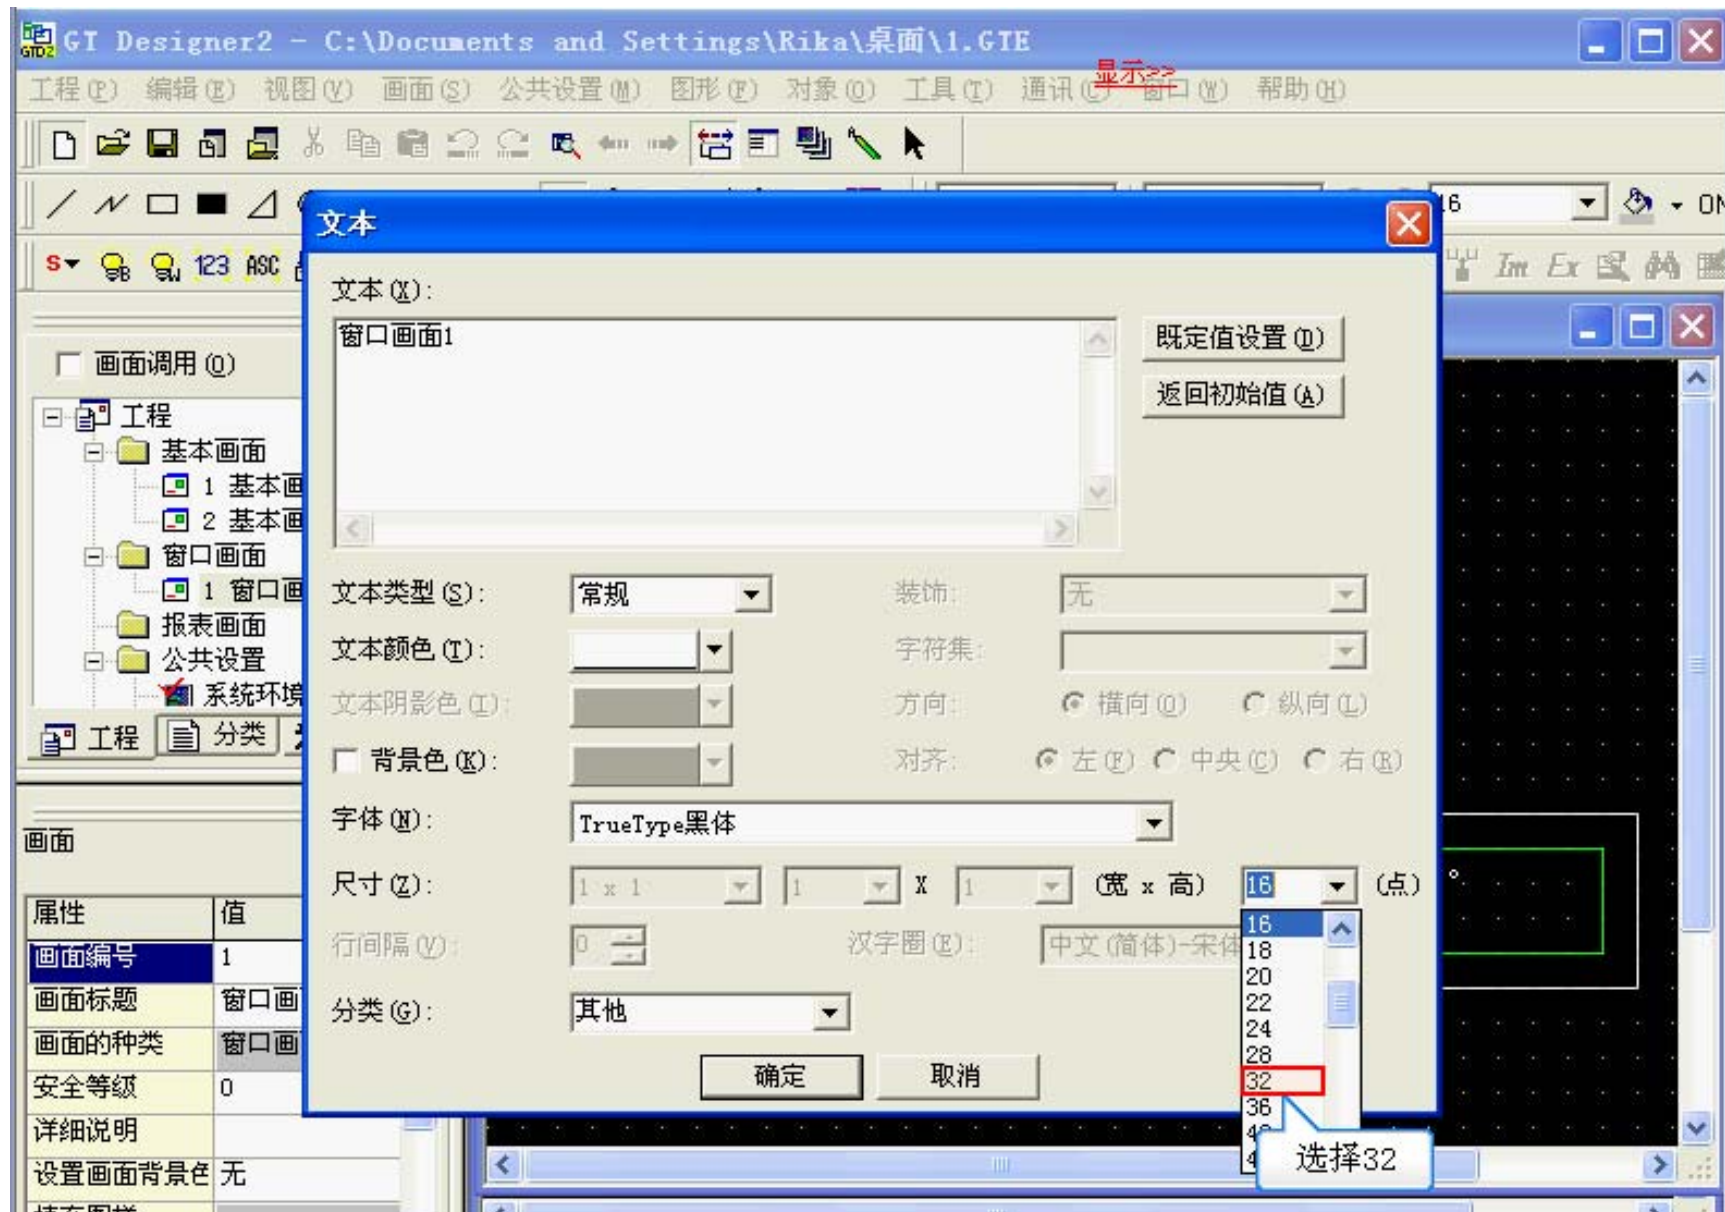 GT Designer2 - C:\Documents and Settings\Rika\桌面\1.GTE
显示>>
工程(P) 编辑(E) 视图(V) 画面(S) 公共设置(M) 图形(F) 对象(O) 工具(T) 通讯(C) 窗口(W) 帮助(H)
16
S 123 ASC
Im Ex
文本
文本(X):
窗口画面1
既定值设置(D)
返回初始值(A)
画面调用(O)
工程
基本画面
1 基本画
2 基本画
窗口画面
1 窗口画
报表画面
公共设置
系统环境
工程 分类
文本类型(S): 常规 装饰: 无
文本颜色(T): 字符集:
文本阴影色(I): 方向: 横向(O) 纵向(L)
背景色(K): 对齐: 左(F) 中央(C) 右(R)
字体(N): TrueType黑体
尺寸(Z): 1 x 1 1 X 1 (宽 x 高) 16 (点)
行间隔(V): 0 汉字圈(E): 中文(简体)-宋体
分类(G): 其他
16
18
20
22
24
28
32
36
选择32
确定 取消
画面
属性 值
画面编号 1
画面标题 窗口画
画面的种类 窗口画
安全等级 0
详细说明
设置画面背景色 无